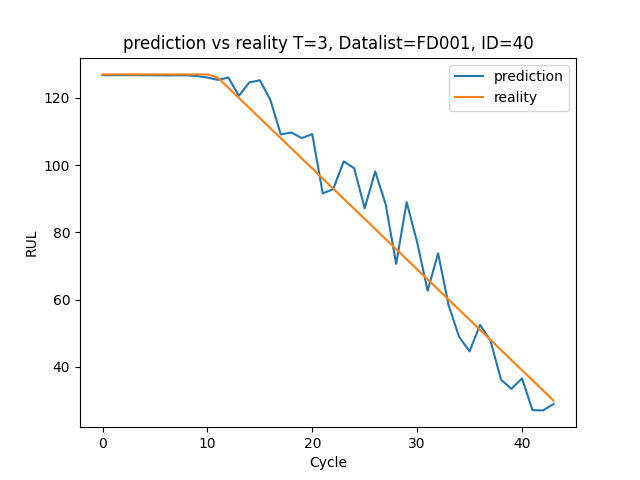 prediction vs reality T=3, Datalist=FD001, ID=40
prediction
reality
120
100
80
60
40
RUL
0 10 20 30 40
Cycle